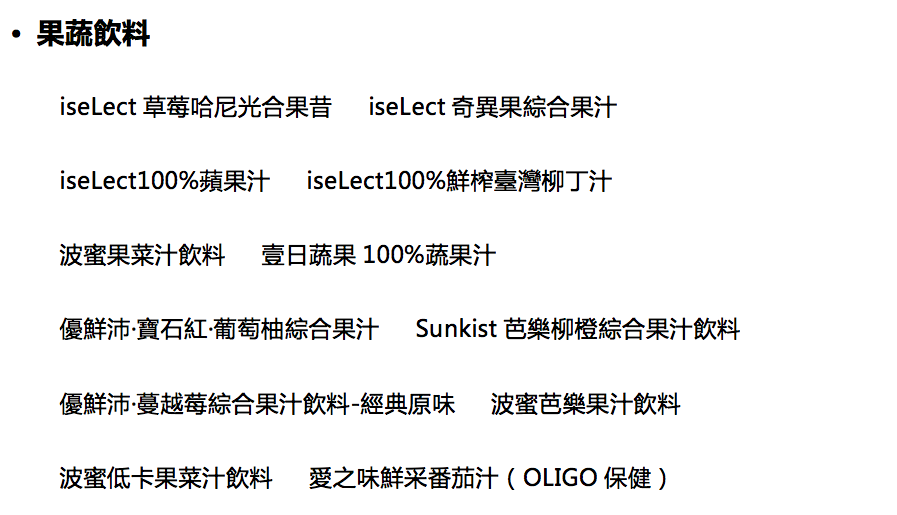 • 果蔬飲料
iseLect 草莓哈尼光合果昔 iseLect 奇異果綜合果汁
iseLect100%蘋果汁 iseLect100%鮮榨臺灣柳丁汁
波蜜果菜汁飲料 壹日蔬果 100%蔬果汁
優鮮沛·寶石紅·葡萄柚綜合果汁 Sunkist 芭樂柳橙綜合果汁飲料
優鮮沛·蔓越莓綜合果汁飲料-經典原味 波蜜芭樂果汁飲料
波蜜低卡果菜汁飲料 愛之味鮮采番茄汁（OLIGO 保健）